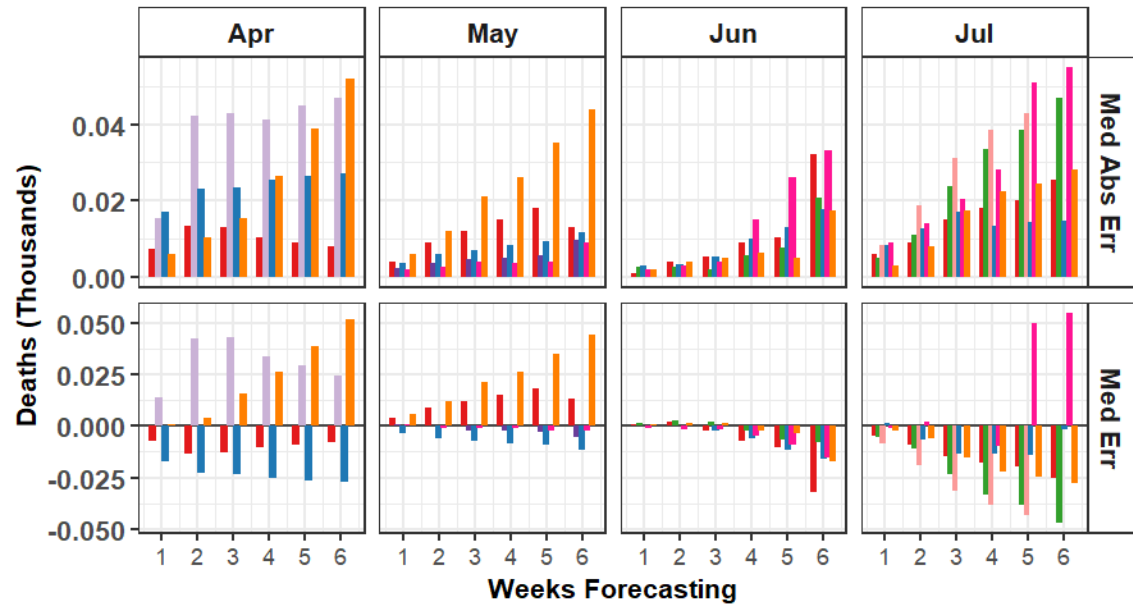 Apr May Jun Jul
0.04
0.02
0.00
Med Abs Err
0.050
0.025
0.000
-0.025
-0.050
Med Err
Deaths (Thousands)
1 2 3 4 5 6 1 2 3 4 5 6 1 2 3 4 5 6 1 2 3 4 5 6
Weeks Forecasting